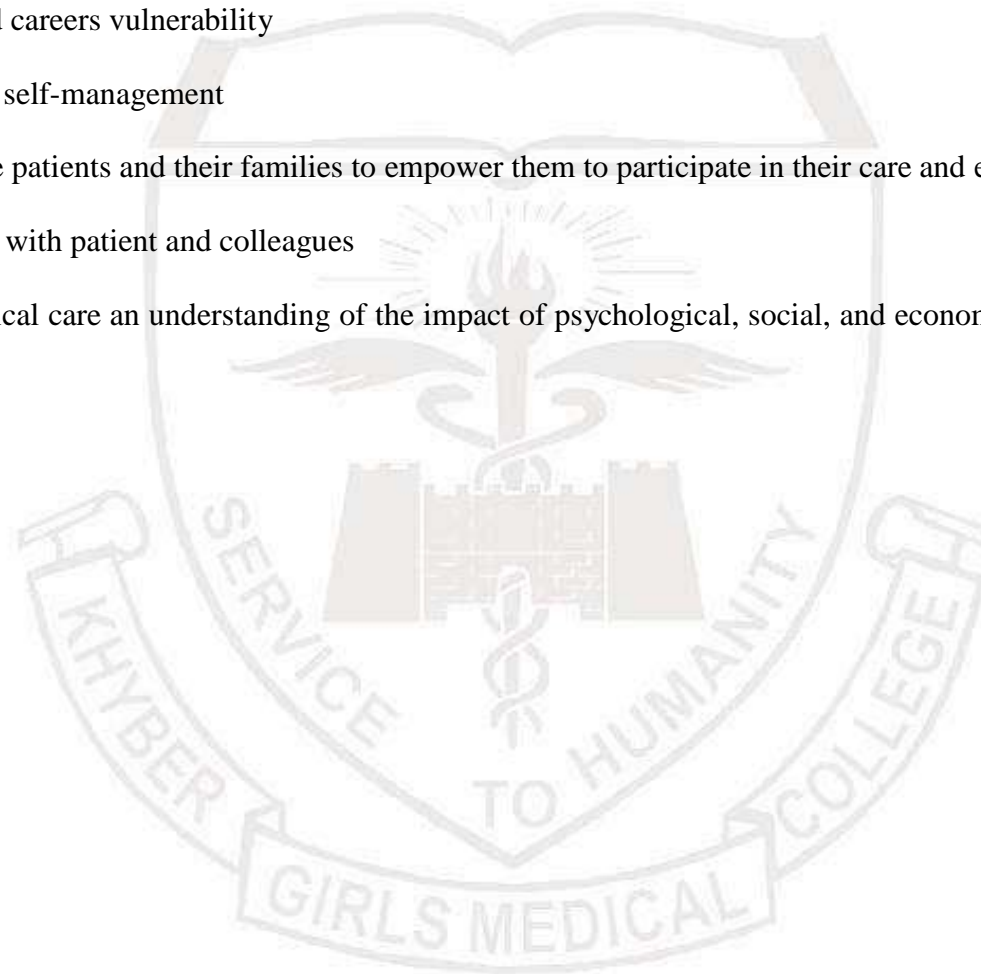 d careers vulnerability
self-management
e patients and their families to empower them to participate in their care and e
with patient and colleagues
ical care an understanding of the impact of psychological, social, and econor
SERVICE TO HUMANITY
KHYBER GIRLS MEDICAL COLLEGE